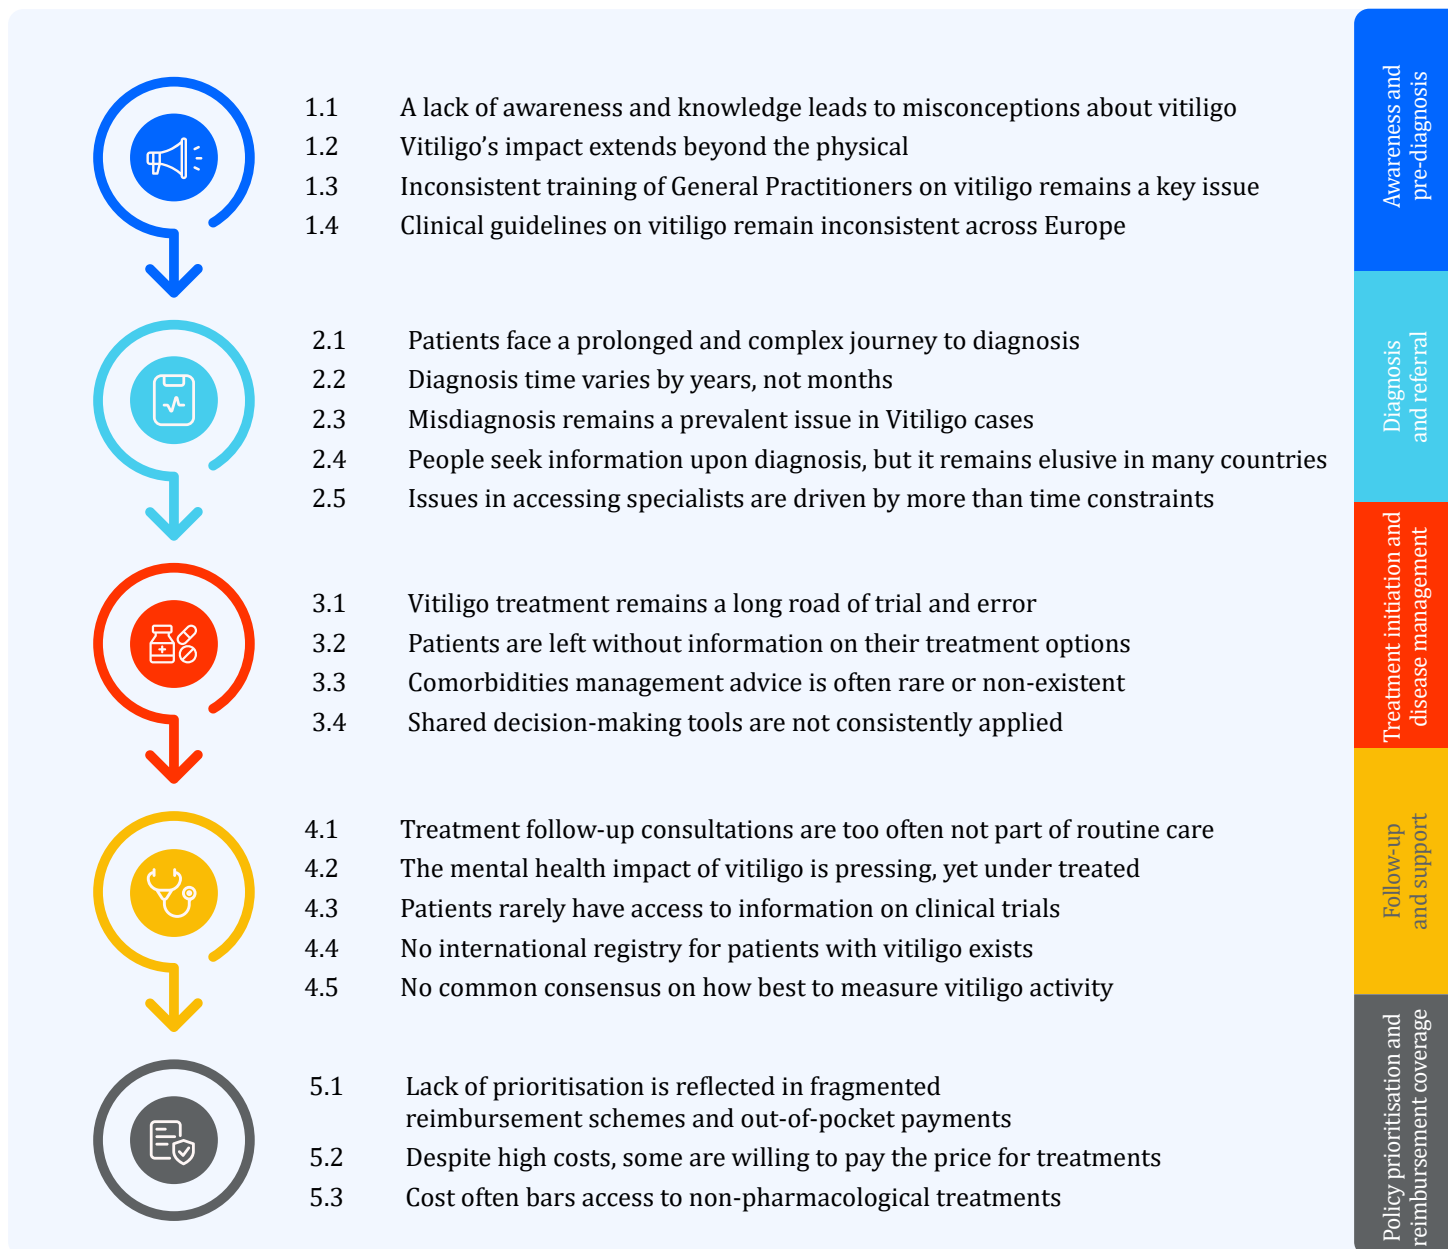 1.1 A lack of awareness and knowledge leads to misconceptions about vitiligo
1.2 Vitiligo’s impact extends beyond the physical
1.3 Inconsistent training of General Practitioners on vitiligo remains a key issue
1.4 Clinical guidelines on vitiligo remain inconsistent across Europe
Awareness and
pre-diagnosis
2.1 Patients face a prolonged and complex journey to diagnosis
2.2 Diagnosis time varies by years, not months
2.3 Misdiagnosis remains a prevalent issue in Vitiligo cases
2.4 People seek information upon diagnosis, but it remains elusive in many countries
2.5 Issues in accessing specialists are driven by more than time constraints
Diagnosis
and referral
3.1 Vitiligo treatment remains a long road of trial and error
3.2 Patients are left without information on their treatment options
3.3 Comorbidities management advice is often rare or non-existent
3.4 Shared decision-making tools are not consistently applied
Treatment initiation and
disease management
4.1 Treatment follow-up consultations are too often not part of routine care
4.2 The mental health impact of vitiligo is pressing, yet under treated
4.3 Patients rarely have access to information on clinical trials
4.4 No international registry for patients with vitiligo exists
4.5 No common consensus on how best to measure vitiligo activity
Follow-up
and support
5.1 Lack of prioritisation is reflected in fragmented
reimbursement schemes and out-of-pocket payments
5.2 Despite high costs, some are willing to pay the price for treatments
5.3 Cost often bars access to non-pharmacological treatments
Policy prioritisation and
reimbursement coverage